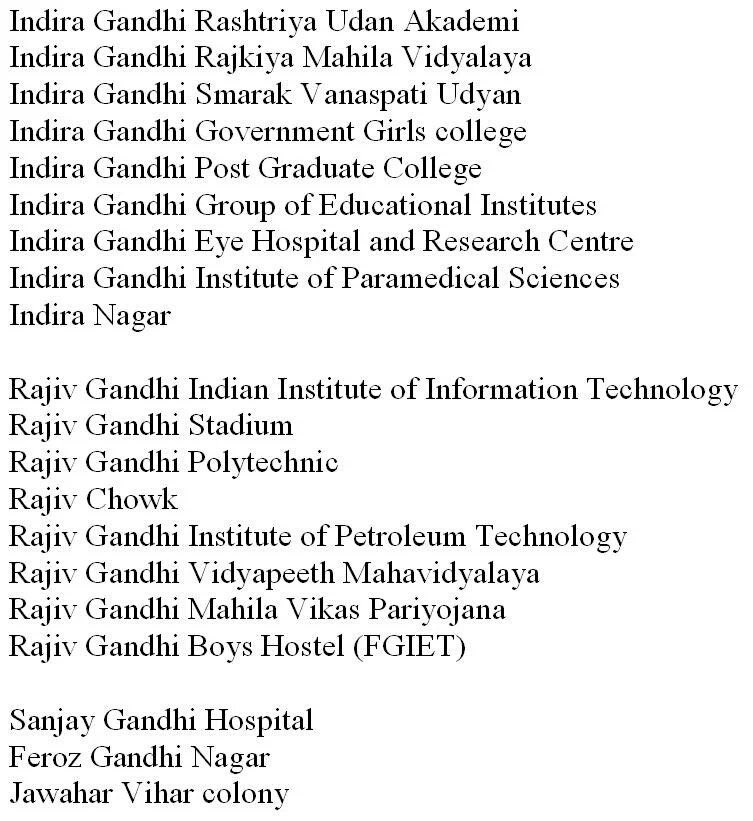 Indira Gandhi Rashtriya Udan Akademi
Indira Gandhi Rajkiya Mahila Vidyalaya
Indira Gandhi Smarak Vanaspati Udyan
Indira Gandhi Government Girls college
Indira Gandhi Post Graduate College
Indira Gandhi Group of Educational Institutes
Indira Gandhi Eye Hospital and Research Centre
Indira Gandhi Institute of Paramedical Sciences
Indira Nagar
Rajiv Gandhi Indian Institute of Information Technology
Rajiv Gandhi Stadium
Rajiv Gandhi Polytechnic
Rajiv Chowk
Rajiv Gandhi Institute of Petroleum Technology
Rajiv Gandhi Vidyapeeth Mahavidyalaya
Rajiv Gandhi Mahila Vikas Pariyojana
Rajiv Gandhi Boys Hostel (FGIET)
Sanjay Gandhi Hospital
Feroz Gandhi Nagar
Jawahar Vihar colony